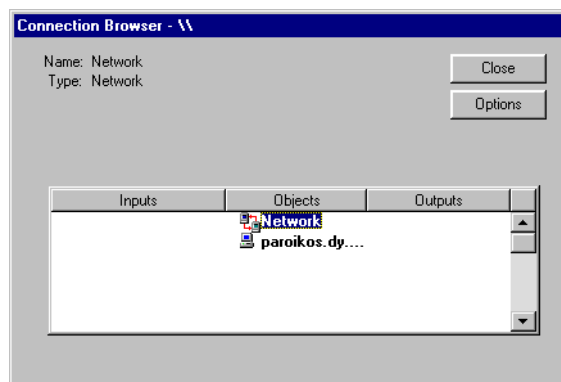 Connection Browser - \\
Name: Network
Type: Network
Close
Options
Inputs Objects Outputs
Network
paroikos.dy....